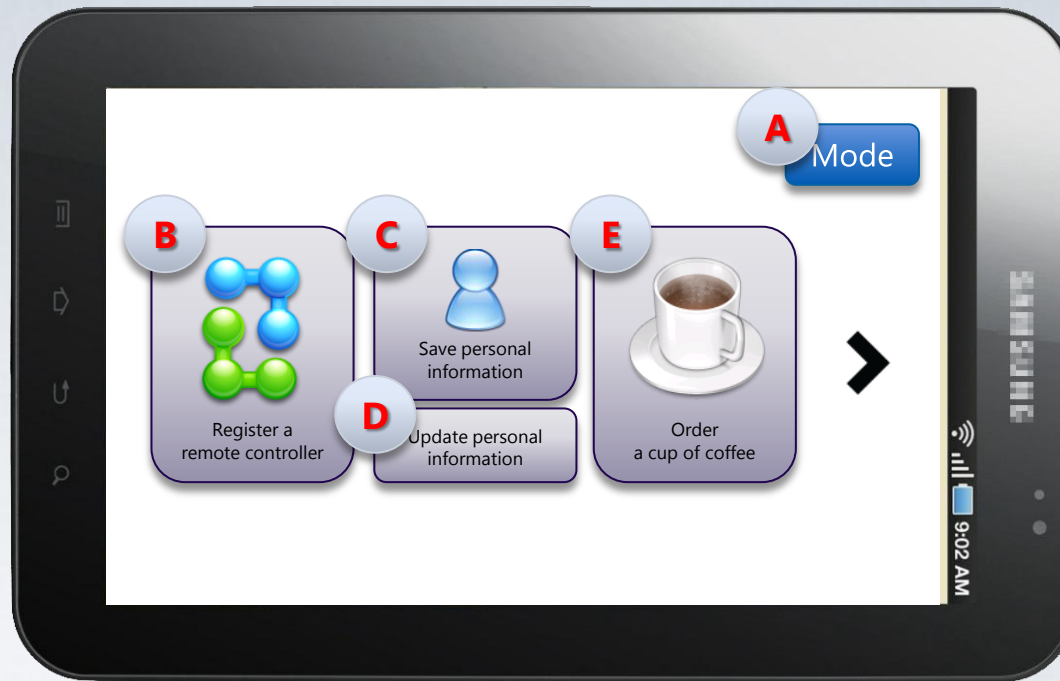 A
Mode
B
C
E
Save personal
information
Register a
remote controller
D
Update personal
information
Order
a cup of coffee
9:02 AM